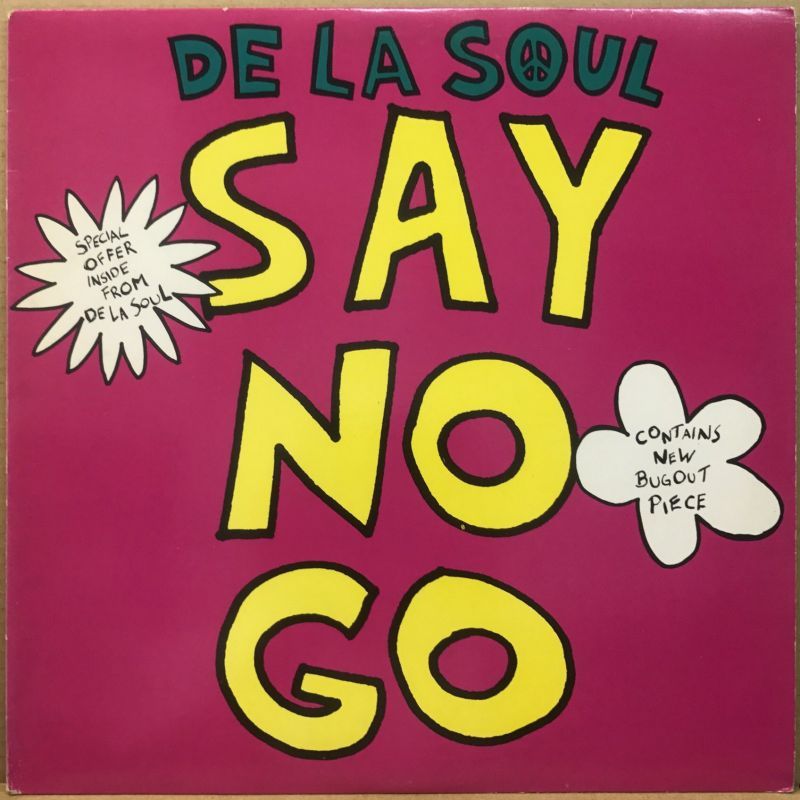 DE LA SOUL
SAY
NO
GO
SPECIAL
OFFER
INSIDE
FROM
DE LA SOUL
CONTAINS
NEW
BUGOUT
PIECE